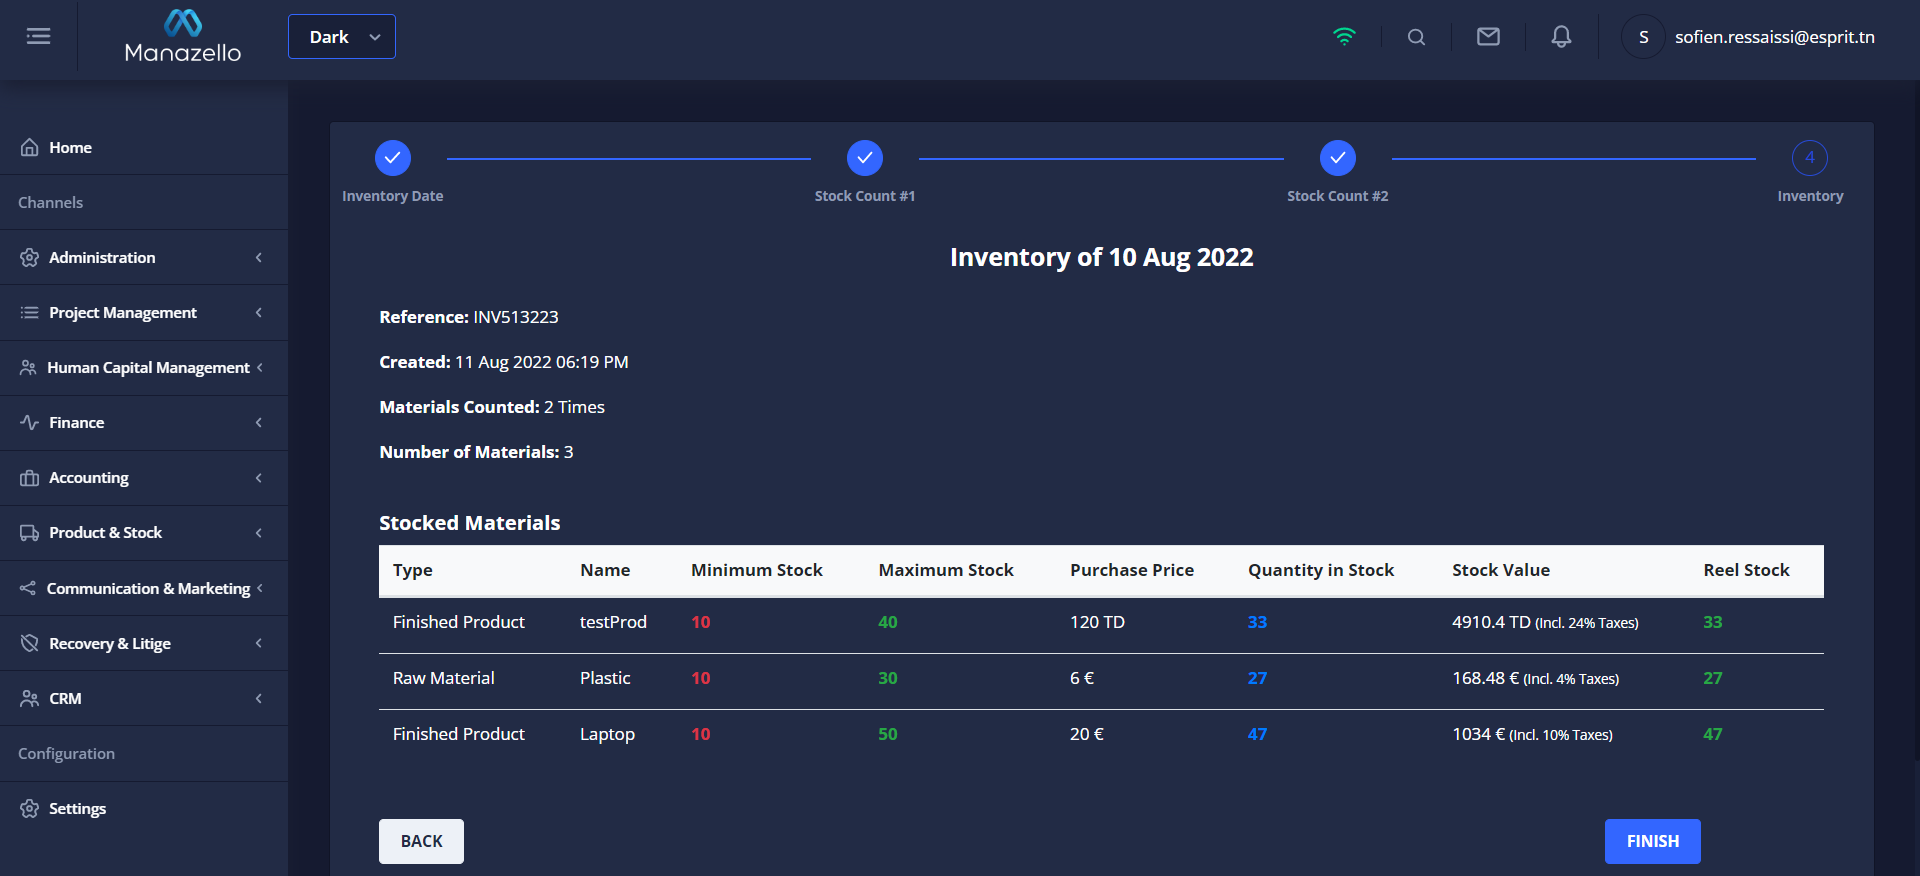 Manazello
Dark
S
sofien.ressaissi@esprit.tn
Home
Channels
Administration
Project Management
Human Capital Management
Finance
Accounting
Product & Stock
Communication & Marketing
Recovery & Litige
CRM
Configuration
Settings
4
Inventory Date
Stock Count #1
Stock Count #2
Inventory
Inventory of 10 Aug 2022
Reference: INV513223
Created: 11 Aug 2022 06:19 PM
Materials Counted: 2 Times
Number of Materials: 3
Stocked Materials
Type Name Minimum Stock Maximum Stock Purchase Price Quantity in Stock Stock Value Reel Stock
Finished Product testProd 10 40 120 TD 33 4910.4 TD (Incl. 24% Taxes) 33
Raw Material Plastic 10 30 6 € 27 168.48 € (Incl. 4% Taxes) 27
Finished Product Laptop 10 50 20 € 47 1034 € (Incl. 10% Taxes) 47
BACK
FINISH